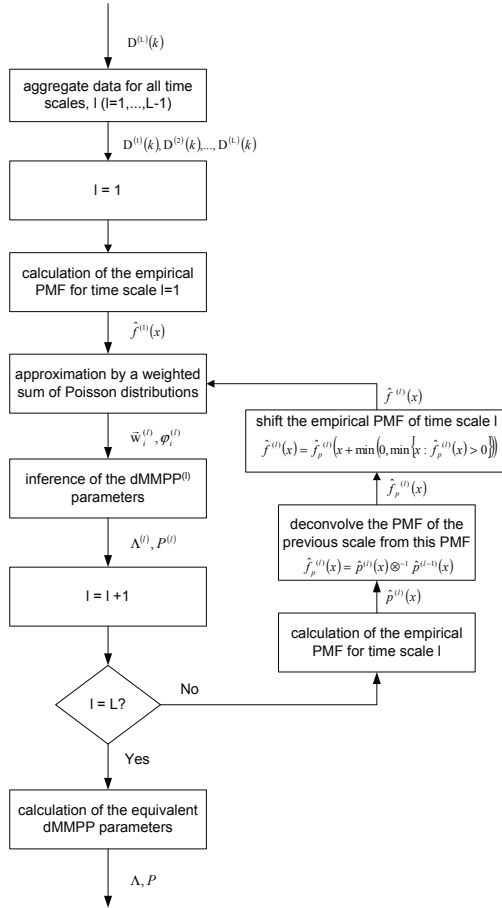 D^(L)(k)
aggregate data for all time
scales, l (l=1,...,L-1)
D^(1)(k), D^(2)(k),..., D^(L)(k)
l = 1
calculation of the empirical
PMF for time scale l=1
f̂^(1)(x)
approximation by a weighted
sum of Poisson distributions
w⃗_i^(l), φ_i^(l)
inference of the dMMPP^(l)
parameters
Λ^(l), P^(l)
l = l +1
l = L?
No
Yes
calculation of the equivalent
dMMPP parameters
Λ, P
calculation of the empirical
PMF for time scale l
p̂^(l)(x)
deconvolve the PMF of the
previous scale from this PMF
f̂_p^(l)(x) = p̂^(l)(x) ⊗^-1 p̂^(l-1)(x)
f̂_p^(l)(x)
shift the empirical PMF of time scale l
f̂^(l)(x) = f̂_p^(l)(x + min(0, min{x : f̂_p^(l)(x) > 0}))
f̂^(l)(x)